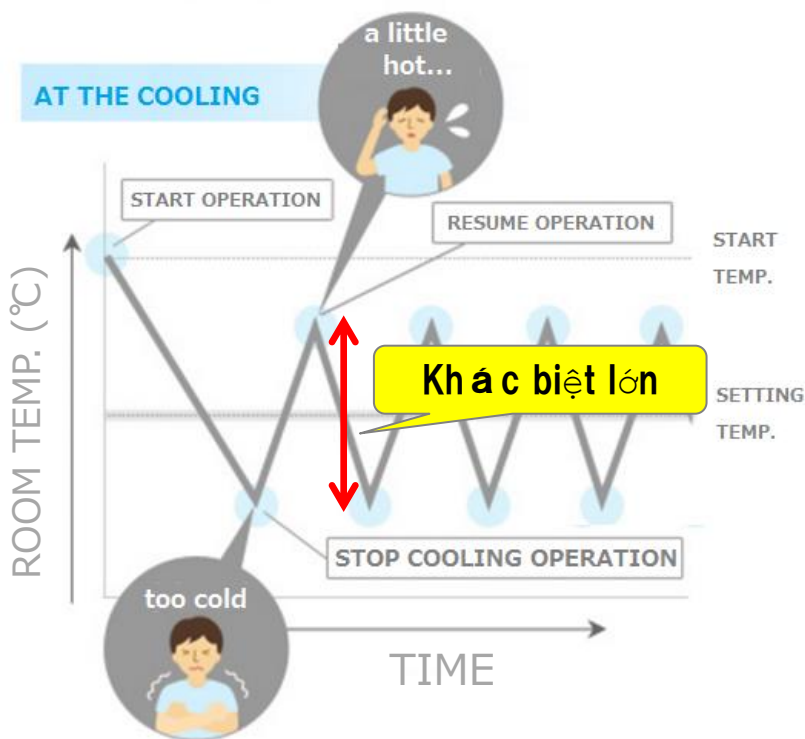 a little
hot...
AT THE COOLING
START OPERATION
RESUME OPERATION
START
TEMP.
ROOM TEMP. (℃)
Khác biệt lớn
SETTING
TEMP.
STOP COOLING OPERATION
too cold
TIME